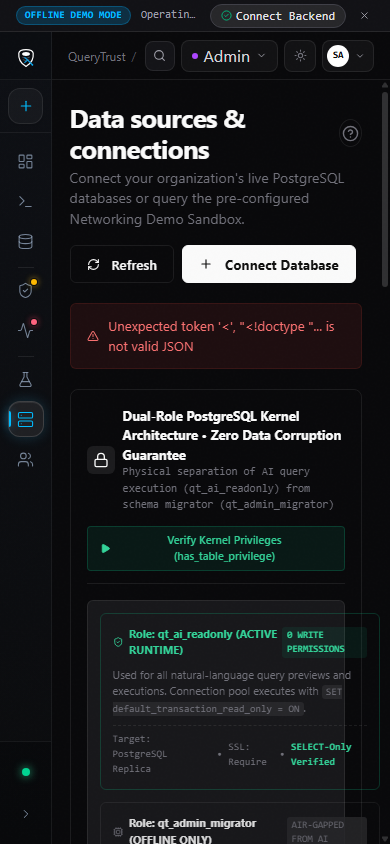 OFFLINE DEMO MODE Operatin… Connect Backend
QueryTrust / Admin SA
Data sources &
connections
Connect your organization's live PostgreSQL
databases or query the pre-configured
Networking Demo Sandbox.
Refresh Connect Database
Unexpected token '<', "<!doctype "... is
not valid JSON
Dual-Role PostgreSQL Kernel
Architecture • Zero Data Corruption
Guarantee
Physical separation of AI query
execution (qt_ai_readonly) from
schema migrator (qt_admin_migrator)
Verify Kernel Privileges
(has_table_privilege)
Role: qt_ai_readonly (ACTIVE
RUNTIME)
0 WRITE
PERMISSIONS
Used for all natural-language query previews and
executions. Connection pool executes with SET
default_transaction_read_only = ON.
Target:
PostgreSQL
Replica
• SSL:
Require
• SELECT-Only
Verified
Role: qt_admin_migrator
(OFFLINE ONLY)
AIR-GAPPED
FROM AI